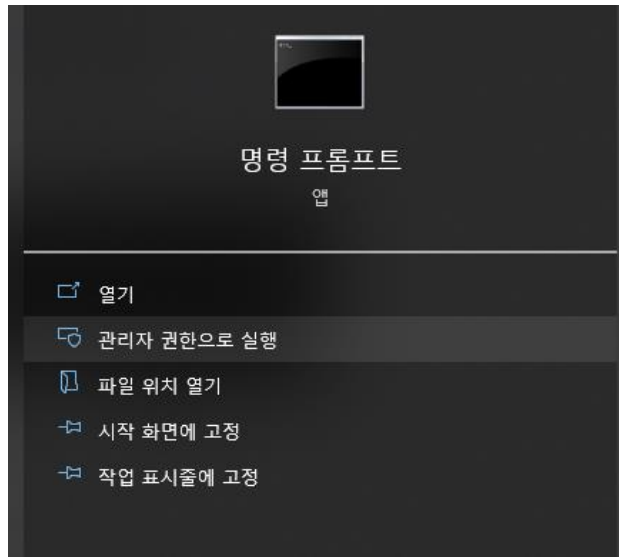 명령 프롬프트
앱
열기
관리자 권한으로 실행
파일 위치 열기
시작 화면에 고정
작업 표시줄에 고정